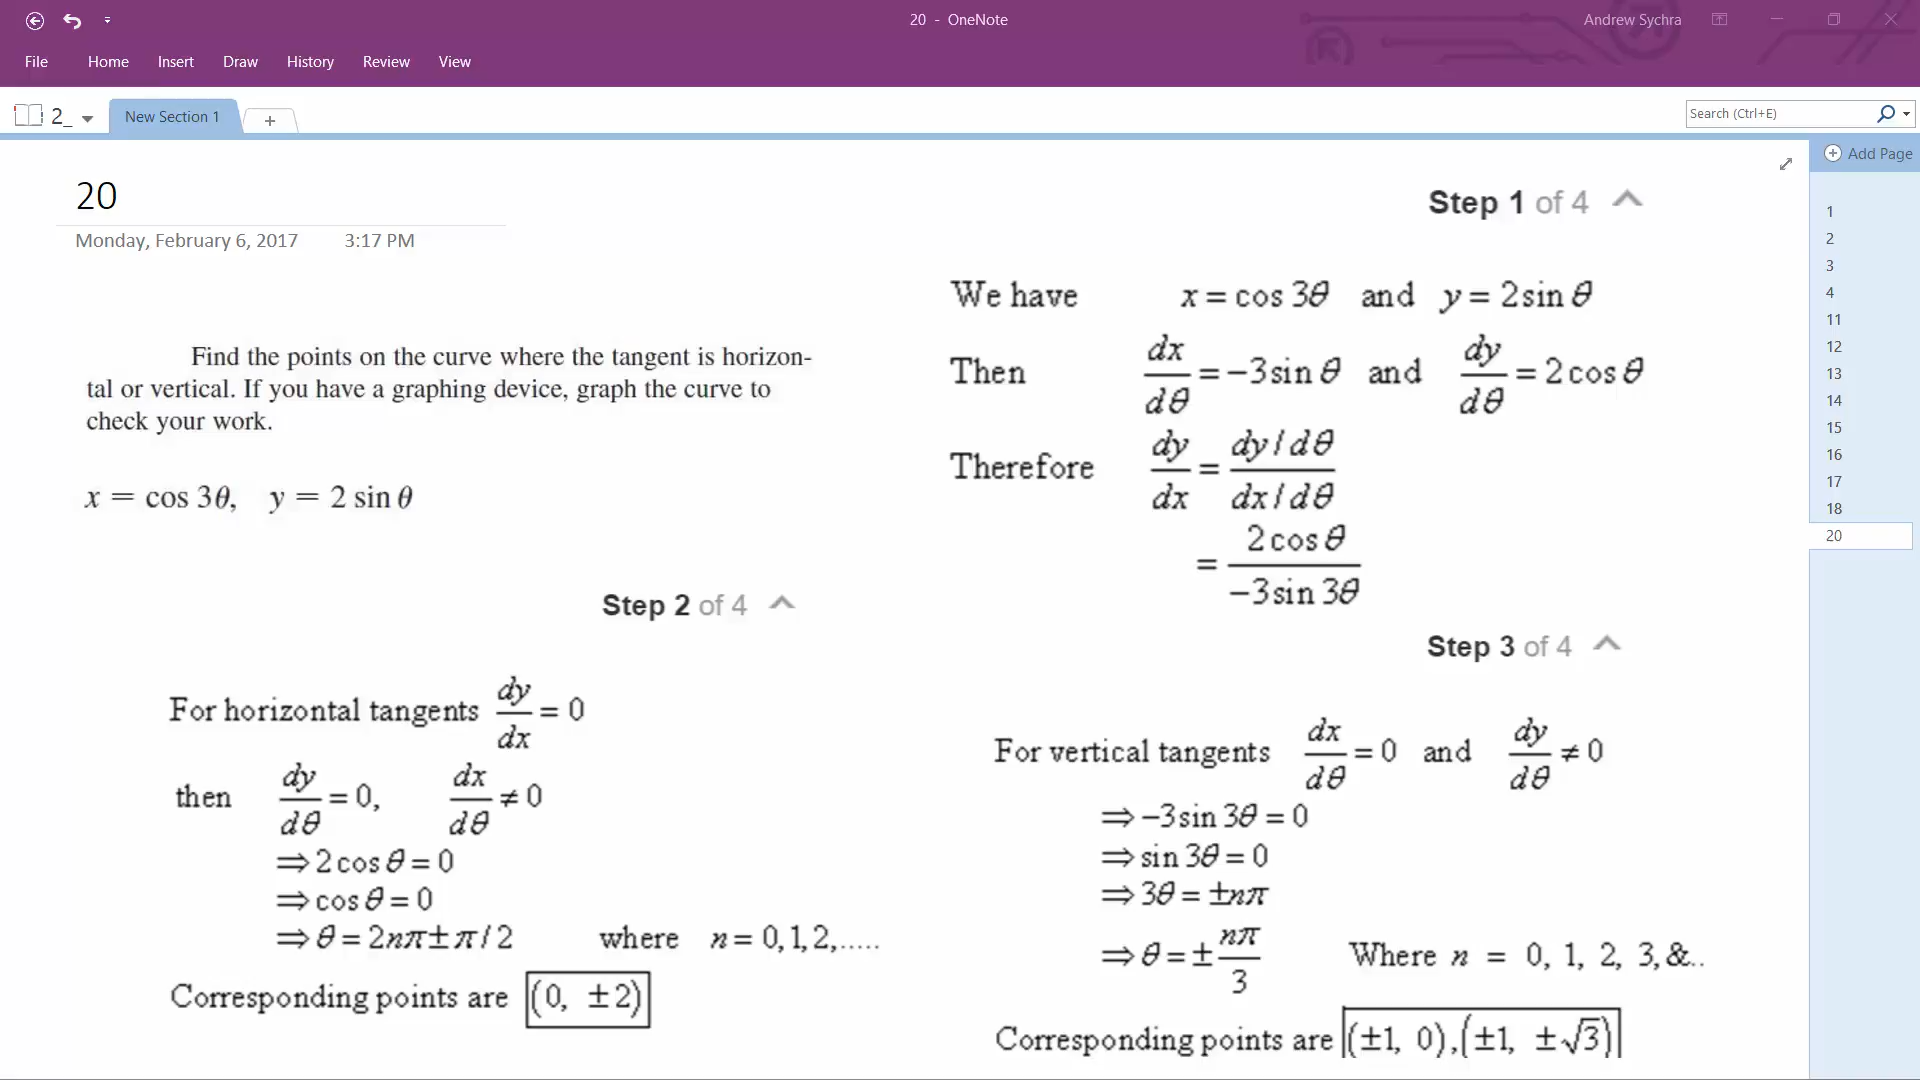 20 - OneNote
Andrew Sychra
File Home Insert Draw History Review View
2_
New Section 1
+
Search (Ctrl+E)
Add Page
20
Monday, February 6, 2017 3:17 PM
Find the points on the curve where the tangent is horizon-
tal or vertical. If you have a graphing device, graph the curve to
check your work.
x = cos 3θ, y = 2 sin θ
Step 1 of 4
We have x = cos 3θ and y = 2sin θ
Then dx/dθ = −3sin θ and dy/dθ = 2cos θ
Therefore dy/dx = (dy/dθ)/(dx/dθ)
= 2cos θ/(−3sin 3θ)
Step 2 of 4
For horizontal tangents dy/dx = 0
then dy/dθ = 0, dx/dθ ≠ 0
⇒ 2cos θ = 0
⇒ cos θ = 0
⇒ θ = 2nπ ± π/2 where n = 0,1,2,.....
Corresponding points are (0, ±2)
Step 3 of 4
For vertical tangents dx/dθ = 0 and dy/dθ ≠ 0
⇒ −3sin 3θ = 0
⇒ sin 3θ = 0
⇒ 3θ = ±nπ
⇒ θ = ± nπ/3 Where n = 0, 1, 2, 3,&..
Corresponding points are (±1, 0),(±1, ±√3)
1
2
3
4
11
12
13
14
15
16
17
18
20